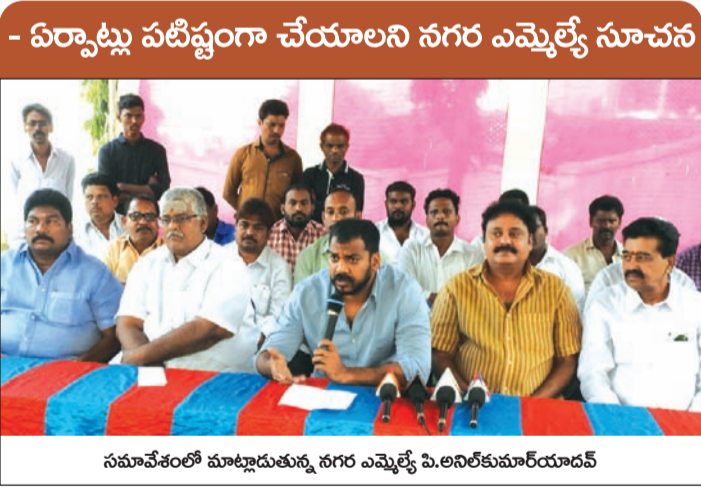 - ఏర్పాట్లు పటిష్టంగా చేయాలని నగర ఎమ్మెల్యే సూచన
సమావేశంలో మాట్లాడుతున్న నగర ఎమ్మెల్యే పి.అనిల్‌కుమార్‌యాదవ్